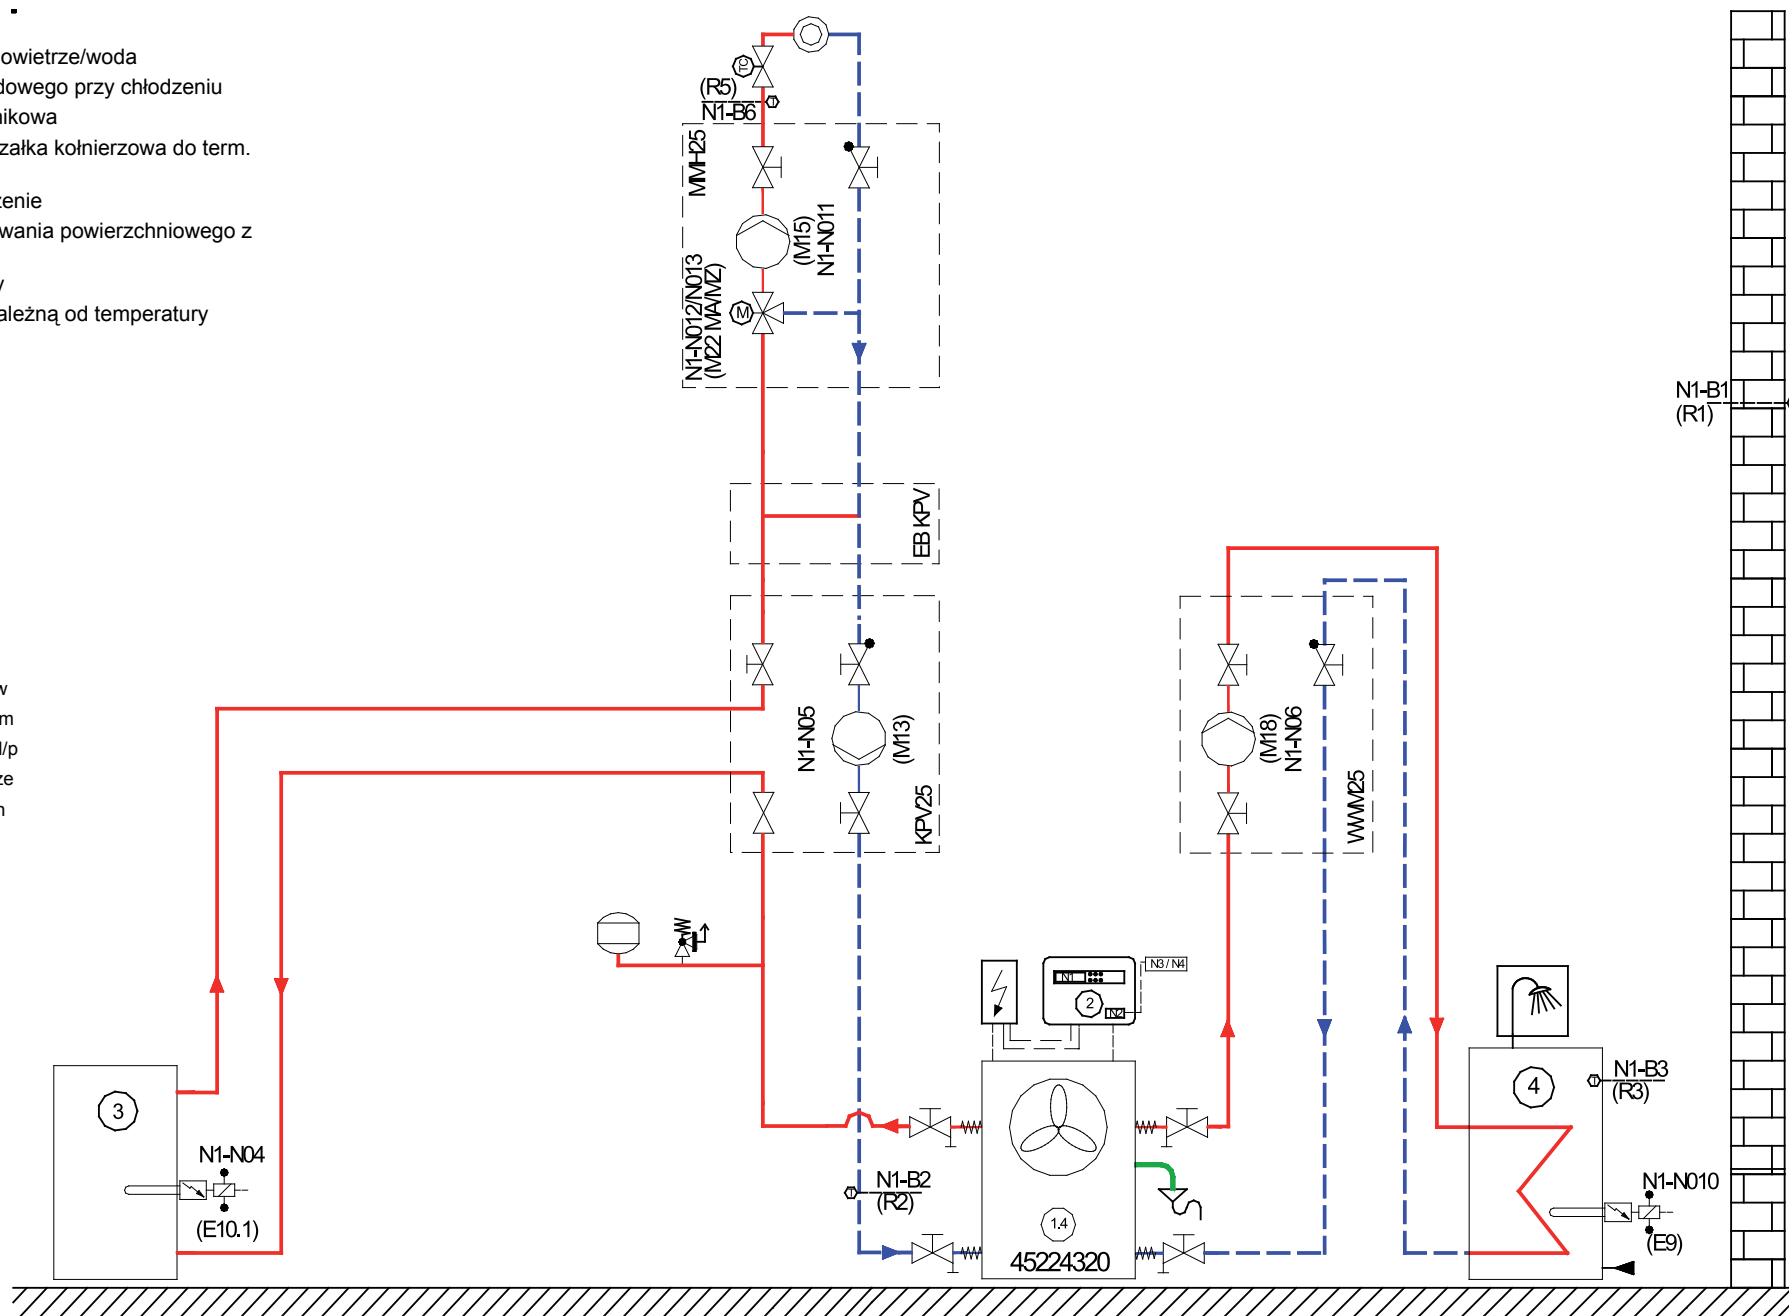 owietrze/woda
dowego przy chłodzeniu
nikowa
załka kołnierzowa do term.
zenie
wania powierzchniowego z
y
ależną od temperatury
w
m
l/p
ze
n
TC
(R5)
N1-B6
MMH25
(M15)
N1-N011
N1-N012/N013
(M22 MA/MZ)
M
N1-B1
(R1)
EB KPV
N1-N05
(M13)
KPV25
(M18)
N1-N06
WWM25
N1
2
N2
N3 / N4
3
N1-N04
(E10.1)
N1-B2
(R2)
1.4
45224320
4
N1-B3
(R3)
N1-N010
(E9)